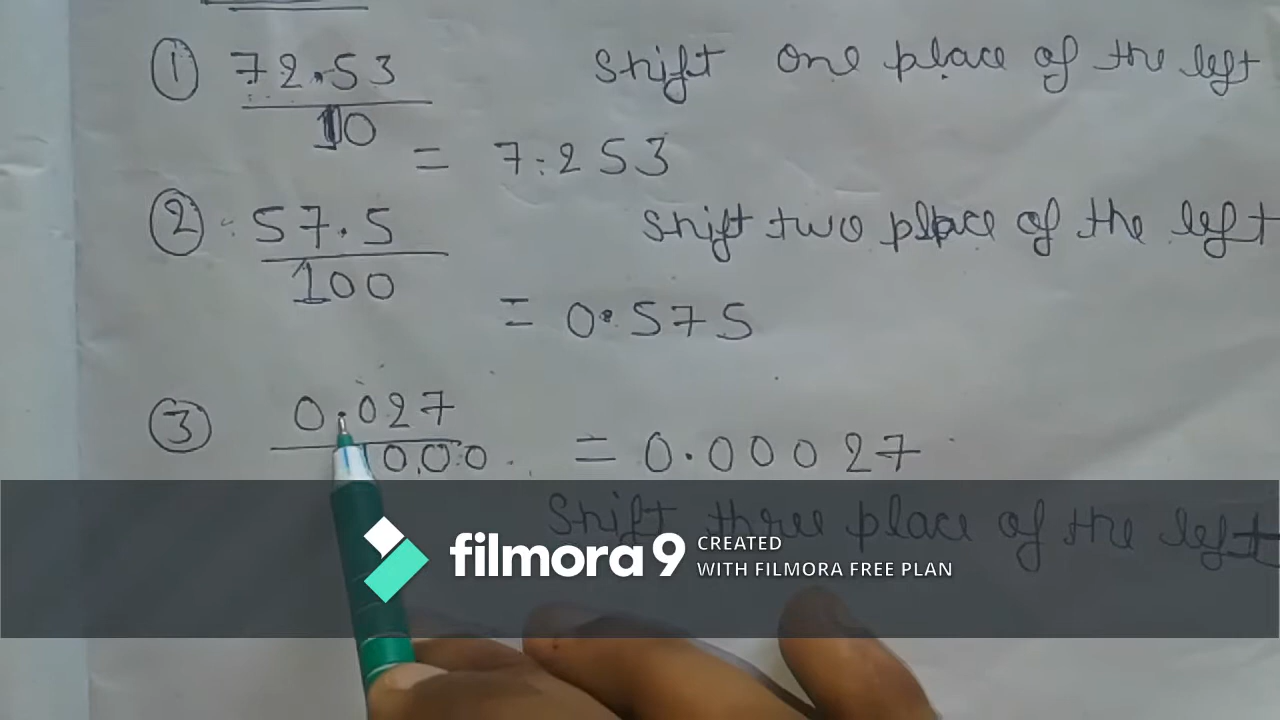 ① 72.53 shift one place of the left
10
= 7.253
② 57.5 shift two place of the left
100
= 0.575
③ 0.027
1000 = 0.00027
shift three place of the left
filmora9 CREATED
WITH FILMORA FREE PLAN